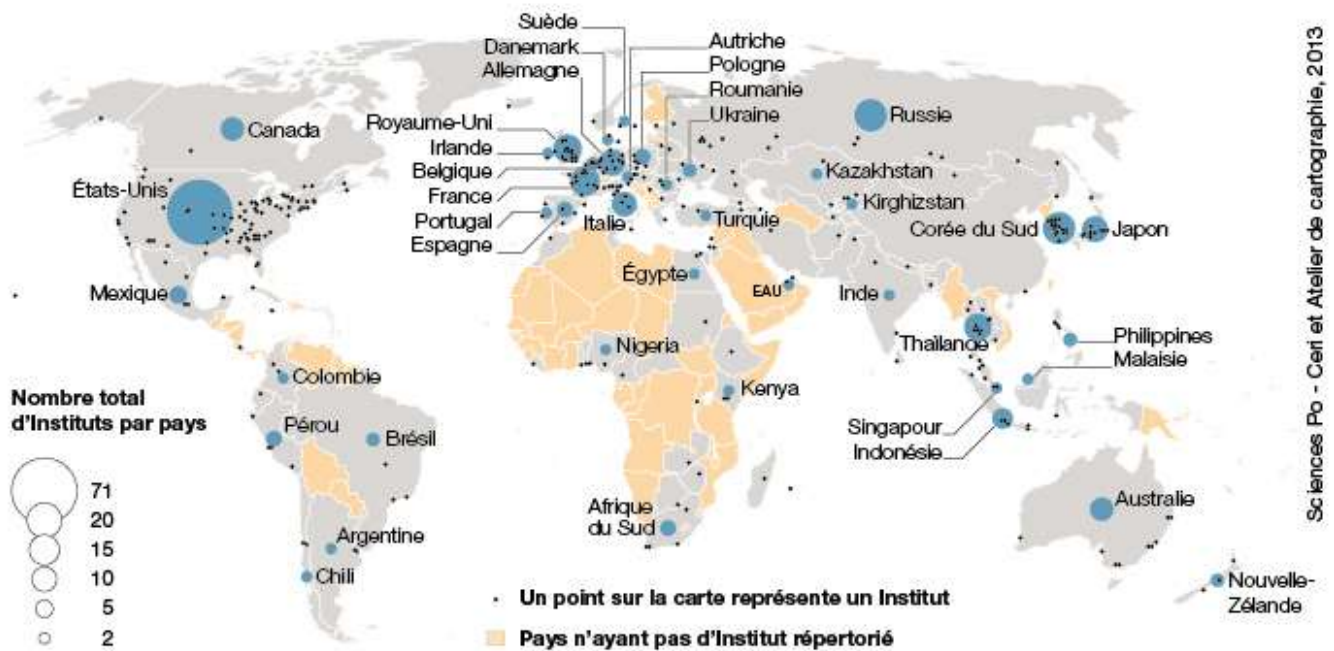 Suède
Danemark
Allemagne
Autriche
Pologne
Roumanie
Ukraine
Royaume-Uni
Irlande
Belgique
France
Portugal
Espagne
Italie
Turquie
Canada
États-Unis
Mexique
Russie
Kazakhstan
Kirghizstan
Corée du Sud
Japon
Égypte
EAU
Inde
Thaïlande
Philippines
Malaisie
Singapour
Indonésie
Nigeria
Kenya
Colombie
Pérou
Brésil
Argentine
Chili
Afrique
du Sud
Australie
Nouvelle-
Zélande
Nombre total
d'Instituts par pays
71
20
15
10
5
2
Un point sur la carte représente un Institut
Pays n'ayant pas d'Institut répertorié
Sciences Po - Ceri et Atelier de cartographie, 2013